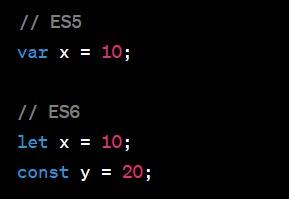 // ES5
var x = 10;
// ES6
let x = 10;
const y = 20;